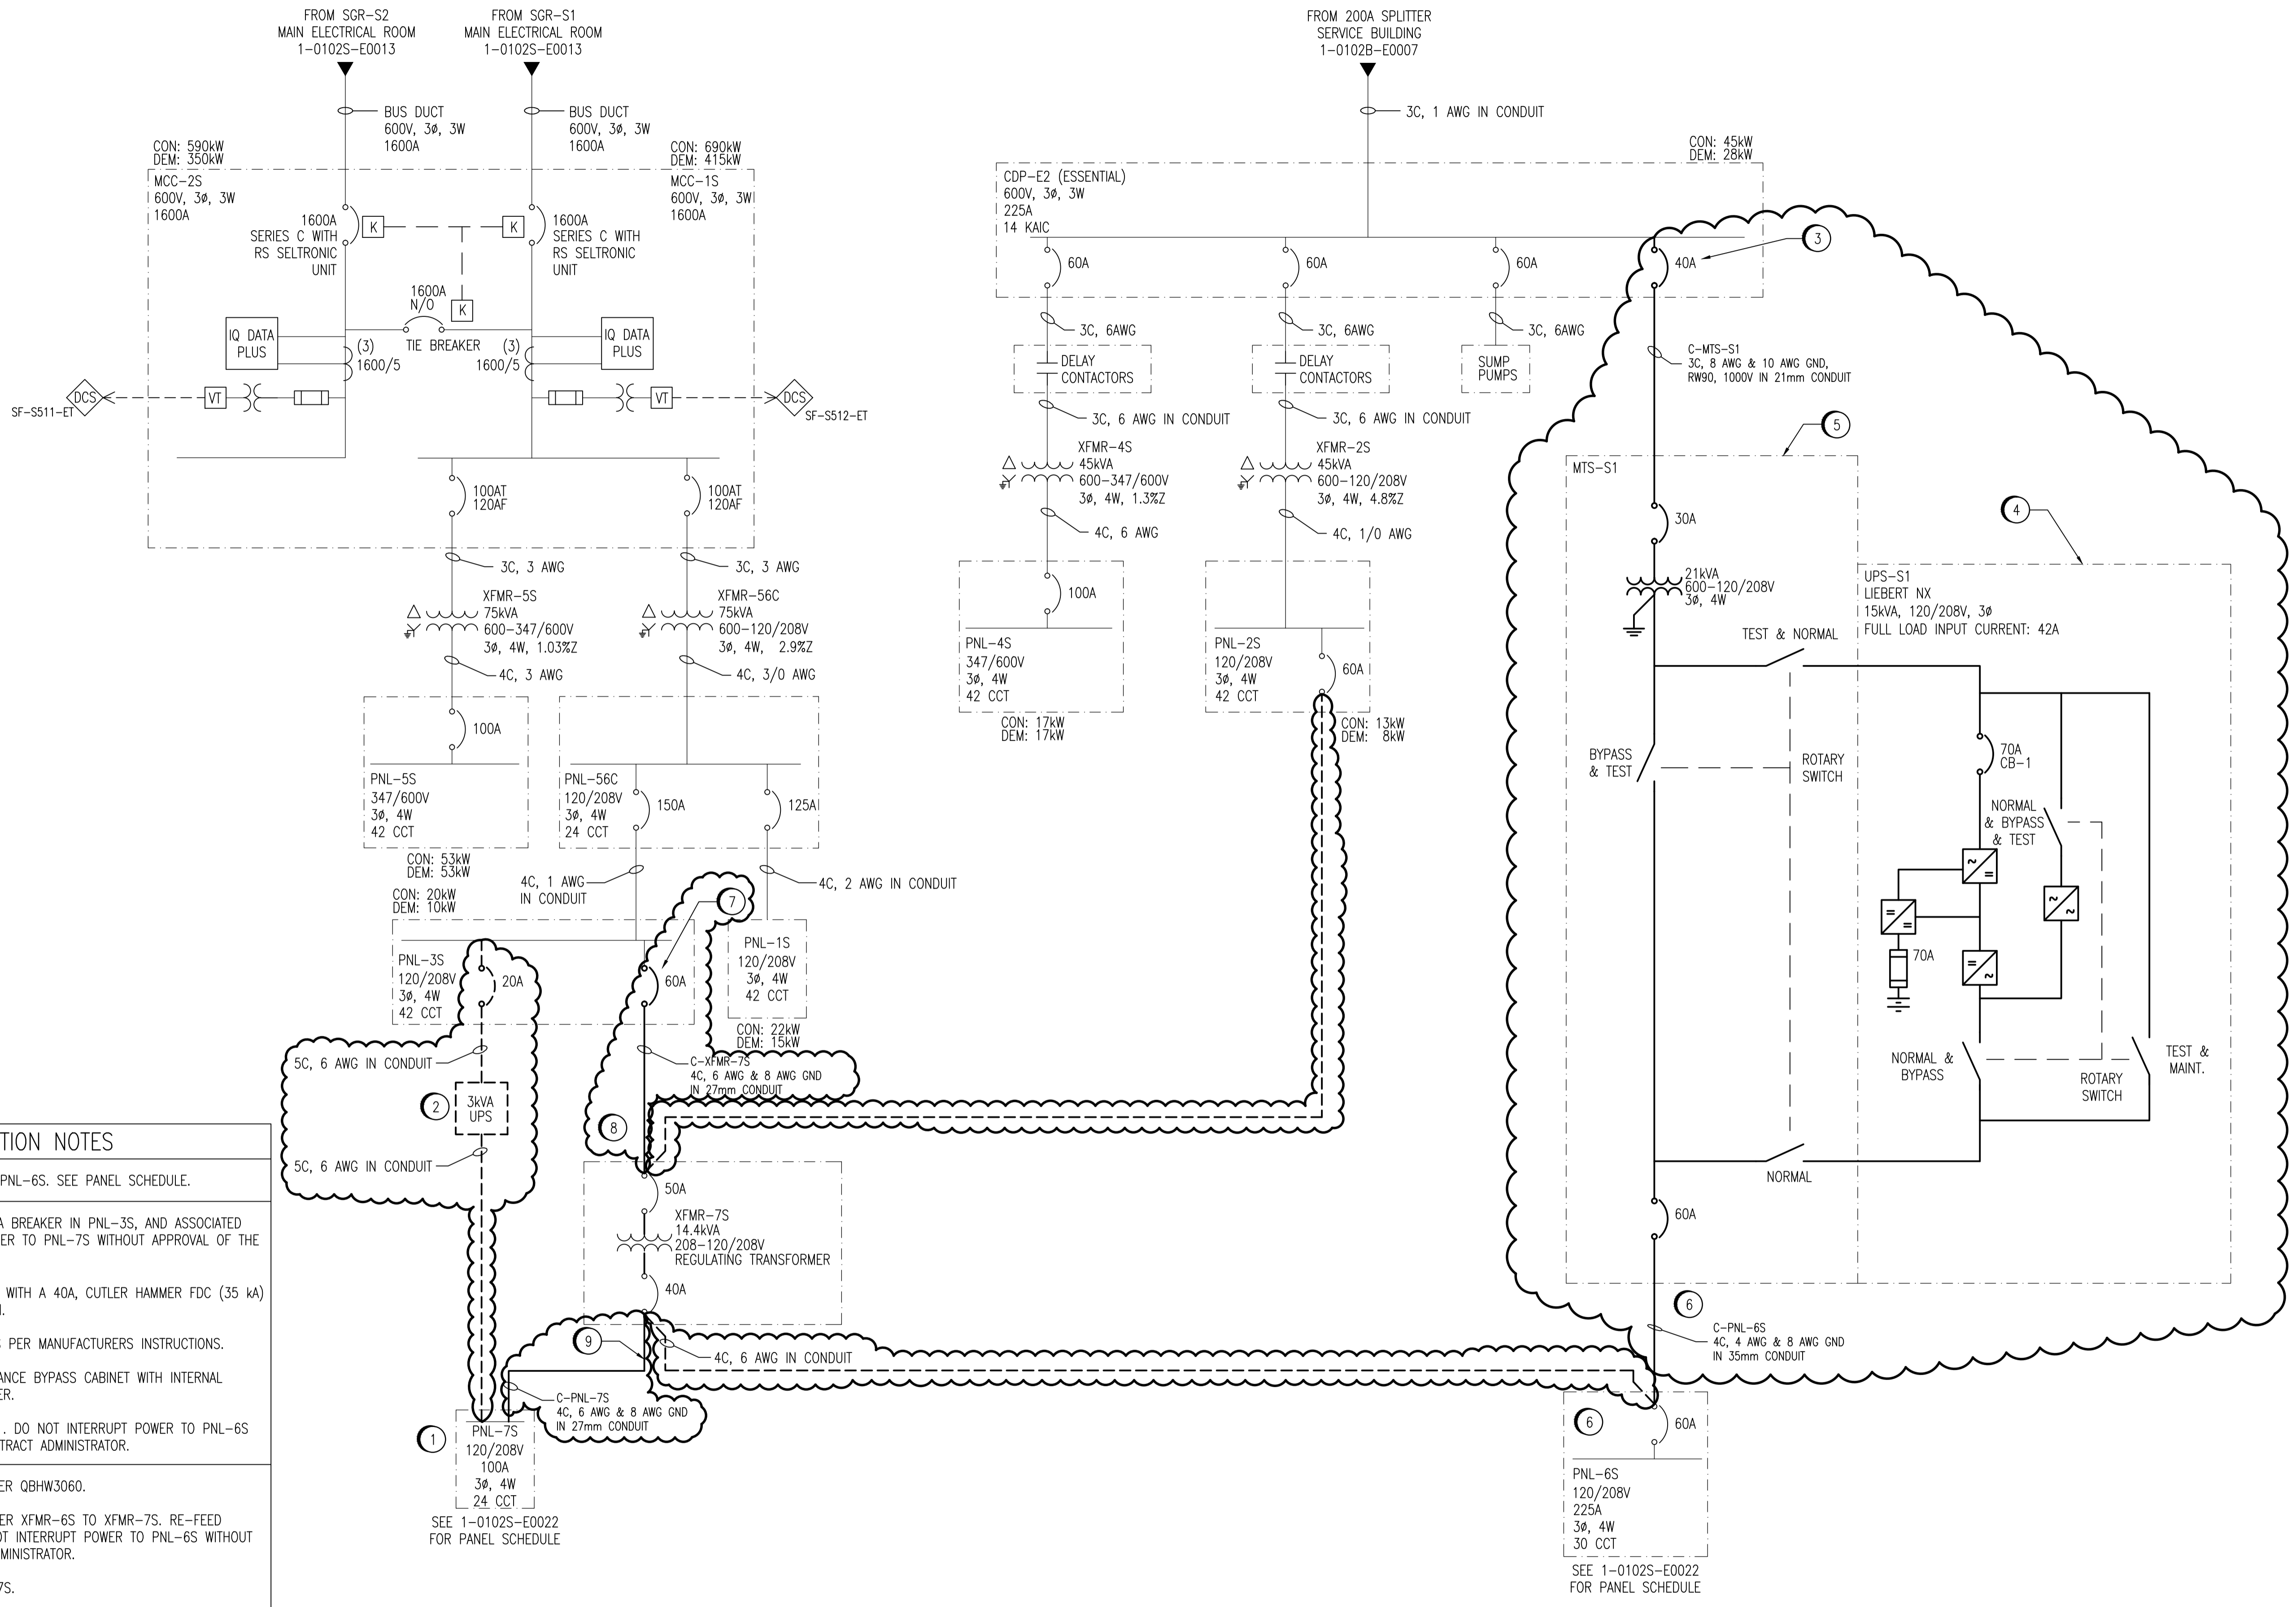 FROM SGR-S2
MAIN ELECTRICAL ROOM
1-0102S-E0013
FROM SGR-S1
MAIN ELECTRICAL ROOM
1-0102S-E0013
BUS DUCT
600V, 3ø, 3W
1600A
BUS DUCT
600V, 3ø, 3W
1600A
CON: 590kW
DEM: 350kW
CON: 690kW
DEM: 415kW
MCC-2S
600V, 3ø, 3W
1600A
MCC-1S
600V, 3ø, 3W
1600A
1600A
SERIES C WITH
RS SELTRONIC
UNIT
K
K
1600A
SERIES C WITH
RS SELTRONIC
UNIT
1600A
N/O
K
TIE BREAKER
IQ DATA
PLUS
(3)
1600/5
(3)
1600/5
IQ DATA
PLUS
DCS
SF-S511-ET
VT
VT
DCS
SF-S512-ET
100AT
120AF
100AT
120AF
3C, 3 AWG
3C, 3 AWG
XFMR-5S
75kVA
600-347/600V
3ø, 4W, 1.03%Z
XFMR-56C
75kVA
600-120/208V
3ø, 4W, 2.9%Z
4C, 3 AWG
4C, 3/0 AWG
100A
PNL-5S
347/600V
3ø, 4W
42 CCT
CON: 53kW
DEM: 53kW
PNL-56C
120/208V
3ø, 4W
24 CCT
150A
125A
4C, 1 AWG
IN CONDUIT
4C, 2 AWG IN CONDUIT
CON: 20kW
DEM: 10kW
PNL-3S
120/208V
3ø, 4W
42 CCT
20A
60A
7
PNL-1S
120/208V
3ø, 4W
42 CCT
CON: 22kW
DEM: 15kW
5C, 6 AWG IN CONDUIT
2
3kVA
UPS
5C, 6 AWG IN CONDUIT
C-XFMR-7S
4C, 6 AWG & 8 AWG GND
IN 27mm CONDUIT
8
50A
XFMR-7S
14.4kVA
208-120/208V
REGULATING TRANSFORMER
40A
9
4C, 6 AWG IN CONDUIT
C-PNL-7S
4C, 6 AWG & 8 AWG GND
IN 27mm CONDUIT
1
PNL-7S
120/208V
100A
3ø, 4W
24 CCT
SEE 1-0102S-E0022
FOR PANEL SCHEDULE
FROM 200A SPLITTER
SERVICE BUILDING
1-0102B-E0007
3C, 1 AWG IN CONDUIT
CON: 45kW
DEM: 28kW
CDP-E2 (ESSENTIAL)
600V, 3ø, 3W
225A
14 KAIC
60A
60A
60A
40A
3
3C, 6AWG
3C, 6AWG
3C, 6AWG
DELAY
CONTACTORS
DELAY
CONTACTORS
SUMP
PUMPS
3C, 6 AWG IN CONDUIT
3C, 6 AWG IN CONDUIT
XFMR-4S
45kVA
600-347/600V
3ø, 4W, 1.3%Z
XFMR-2S
45kVA
600-120/208V
3ø, 4W, 4.8%Z
4C, 6 AWG
4C, 1/0 AWG
100A
PNL-4S
347/600V
3ø, 4W
42 CCT
CON: 17kW
DEM: 17kW
PNL-2S
120/208V
3ø, 4W
42 CCT
60A
CON: 13kW
DEM: 8kW
C-MTS-S1
3C, 8 AWG & 10 AWG GND,
RW90, 1000V IN 21mm CONDUIT
5
MTS-S1
30A
4
21kVA
600-120/208V
3ø, 4W
UPS-S1
LIEBERT NX
15kVA, 120/208V, 3ø
FULL LOAD INPUT CURRENT: 42A
TEST & NORMAL
BYPASS
& TEST
ROTARY
SWITCH
70A
CB-1
NORMAL
& BYPASS
& TEST
70A
NORMAL &
BYPASS
ROTARY
SWITCH
TEST &
MAINT.
NORMAL
60A
6
C-PNL-6S
4C, 4 AWG & 8 AWG GND
IN 35mm CONDUIT
6
60A
PNL-6S
120/208V
225A
3ø, 4W
30 CCT
SEE 1-0102S-E0022
FOR PANEL SCHEDULE
TION NOTES
PNL-6S. SEE PANEL SCHEDULE.
A BREAKER IN PNL-3S, AND ASSOCIATED
ER TO PNL-7S WITHOUT APPROVAL OF THE
WITH A 40A, CUTLER HAMMER FDC (35 kA)
PER MANUFACTURERS INSTRUCTIONS.
ANCE BYPASS CABINET WITH INTERNAL
ER.
. DO NOT INTERRUPT POWER TO PNL-6S
TRACT ADMINISTRATOR.
ER QBHW3060.
ER XFMR-6S TO XFMR-7S. RE-FEED
OT INTERRUPT POWER TO PNL-6S WITHOUT
MINISTRATOR.
7S.